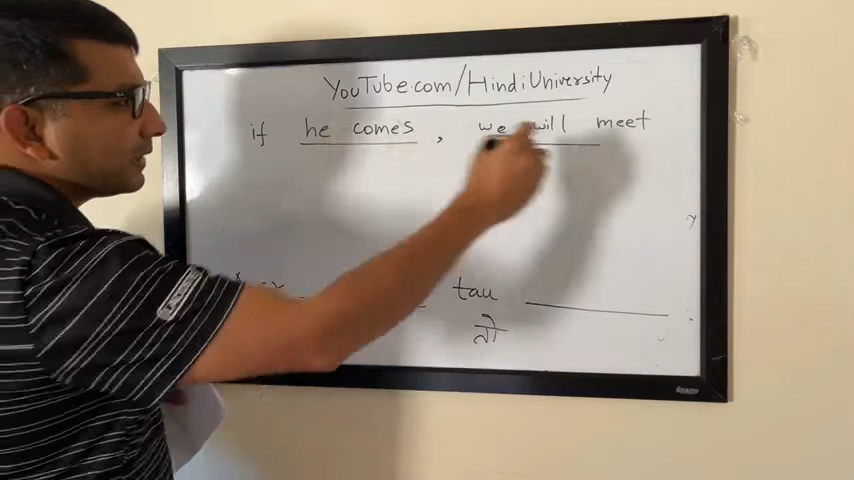 YouTube.com/HindiUniversity
if he comes, we will meet
tau
तो